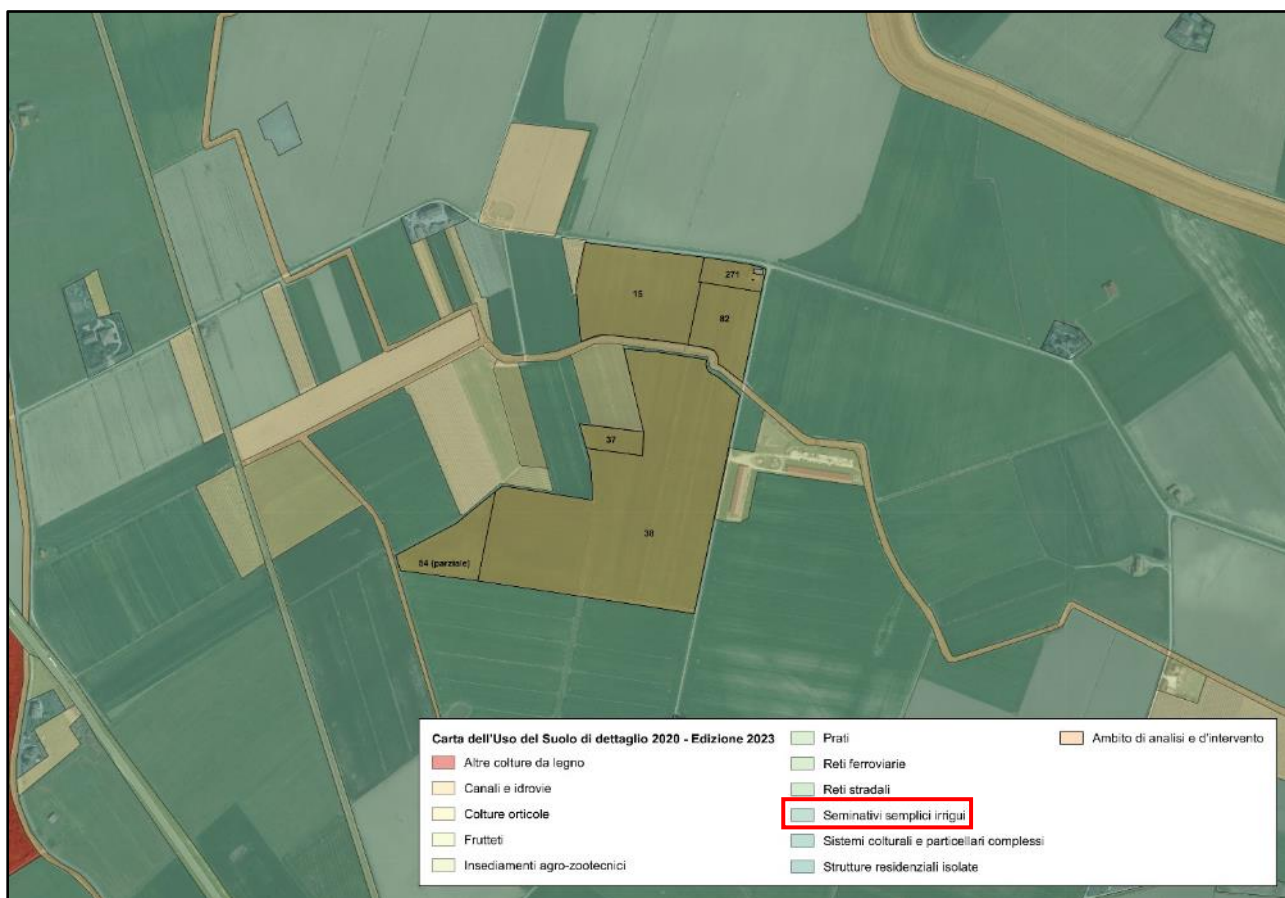 271
15
82
37
38
54 (parziale)
Carta dell'Uso del Suolo di dettaglio 2020 - Edizione 2023
Altre colture da legno
Canali e idrovie
Colture orticole
Frutteti
Insediamenti agro-zootecnici
Prati
Reti ferroviarie
Reti stradali
Seminativi semplici irrigui
Sistemi colturali e particellari complessi
Strutture residenziali isolate
Ambito di analisi e d'intervento